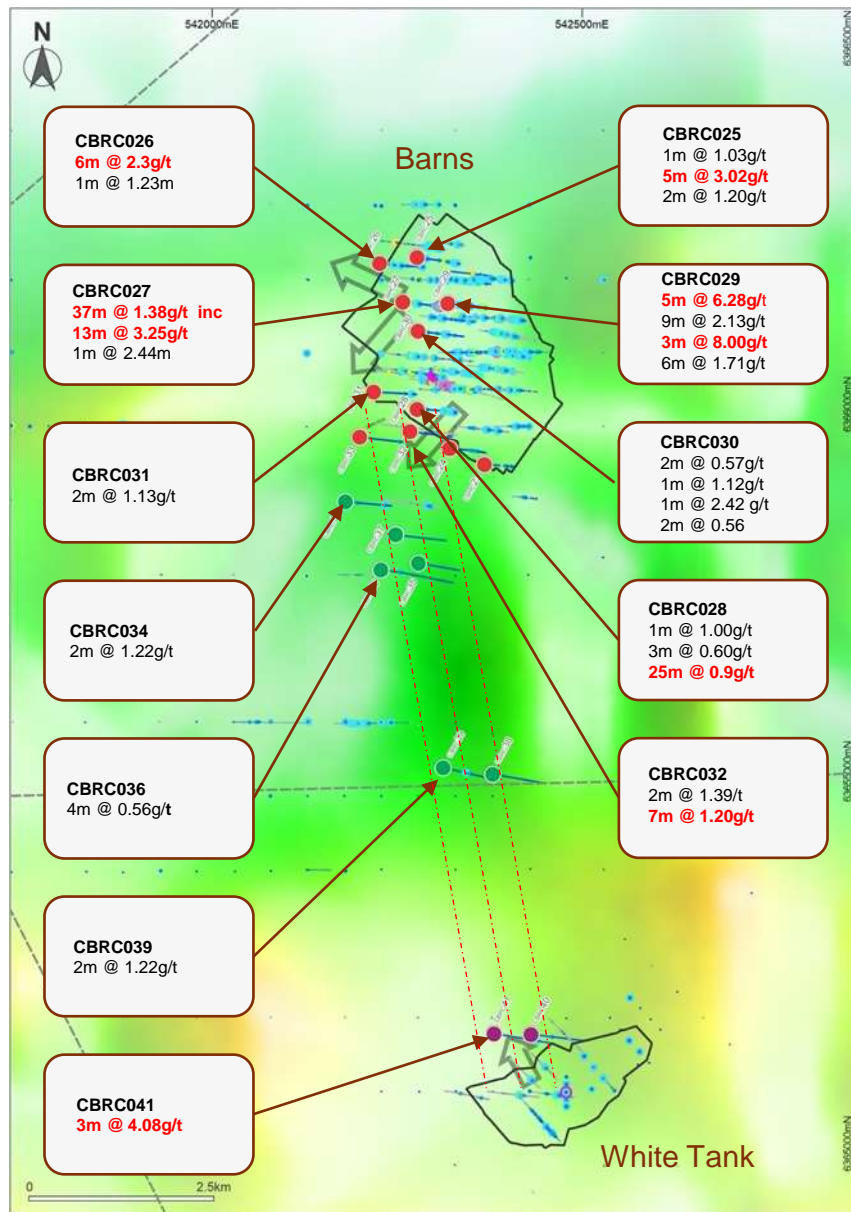 542000mE
542500mE
6366500mN
N
CBRC026
6m @ 2.3g/t
1m @ 1.23m
Barns
CBRC025
1m @ 1.03g/t
5m @ 3.02g/t
2m @ 1.20g/t
CBRC027
37m @ 1.38g/t inc
13m @ 3.25g/t
1m @ 2.44m
CBRC029
5m @ 6.28g/t
9m @ 2.13g/t
3m @ 8.00g/t
6m @ 1.71g/t
6366000mN
CBRC031
2m @ 1.13g/t
CBRC030
2m @ 0.57g/t
1m @ 1.12g/t
1m @ 2.42 g/t
2m @ 0.56
CBRC034
2m @ 1.22g/t
CBRC028
1m @ 1.00g/t
3m @ 0.60g/t
25m @ 0.9g/t
CBRC036
4m @ 0.56g/t
CBRC032
2m @ 1.39/t
7m @ 1.20g/t
6365500mN
CBRC039
2m @ 1.22g/t
CBRC041
3m @ 4.08g/t
White Tank
6365000mN
0
2.5km